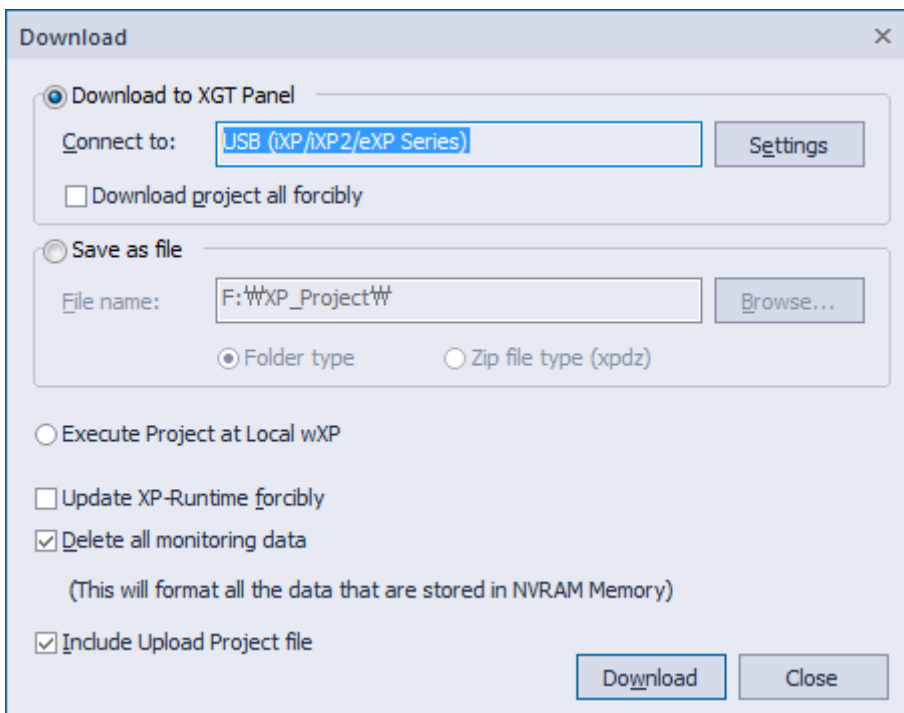 Download
Download to XGT Panel
Connect to: USB (iXP/iXP2/eXP Series) Settings
Download project all forcibly
Save as file
File name: F:₩XP_Project₩ Browse...
Folder type Zip file type (xpdz)
Execute Project at Local wXP
Update XP-Runtime forcibly
Delete all monitoring data
(This will format all the data that are stored in NVRAM Memory)
Include Upload Project file
Download Close